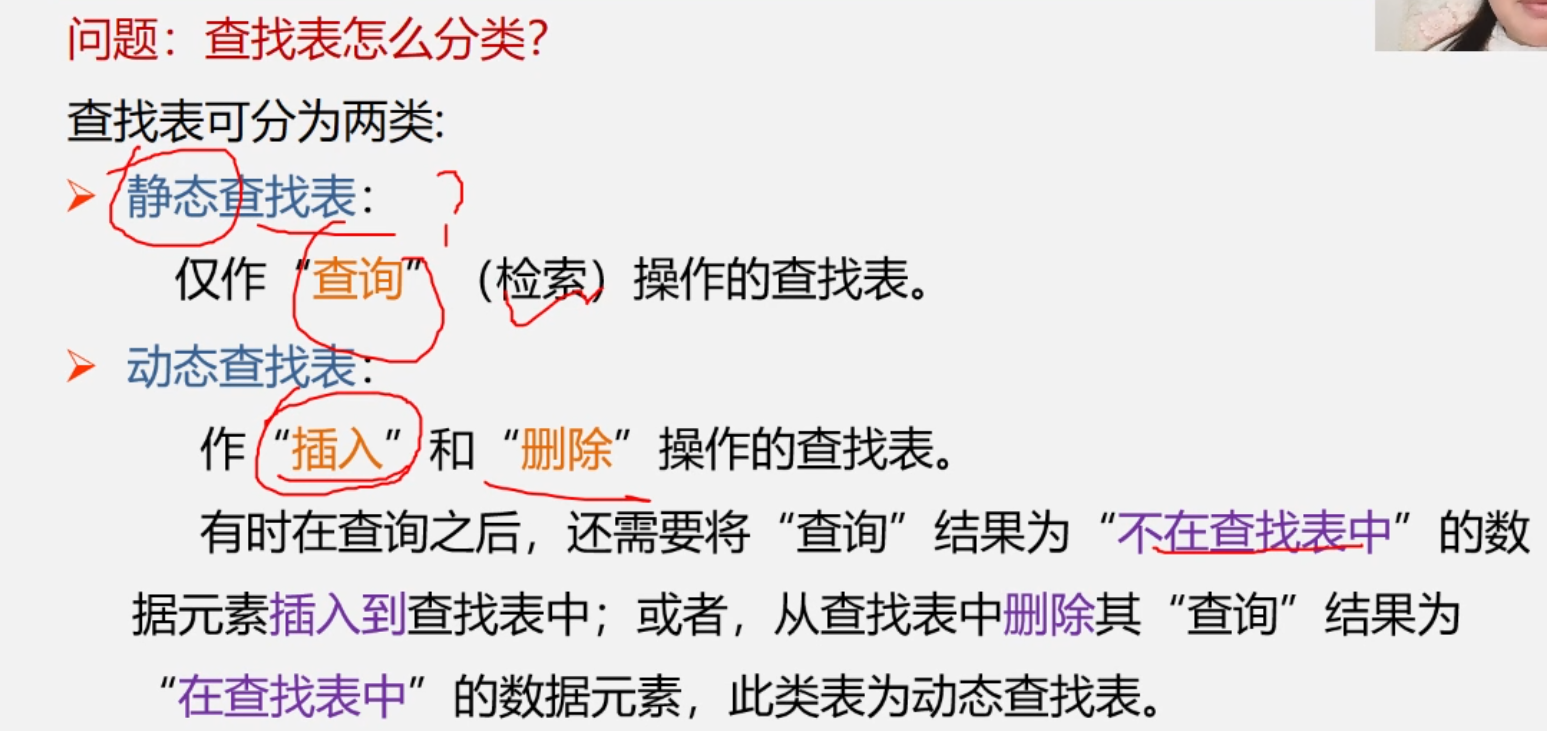 问题：查找表怎么分类？
查找表可分为两类:
静态查找表：
仅作“查询”（检索）操作的查找表。
动态查找表：
作“插入”和“删除”操作的查找表。
有时在查询之后，还需要将“查询”结果为“不在查找表中”的数
据元素插入到查找表中；或者，从查找表中删除其“查询”结果为
“在查找表中”的数据元素，此类表为动态查找表。